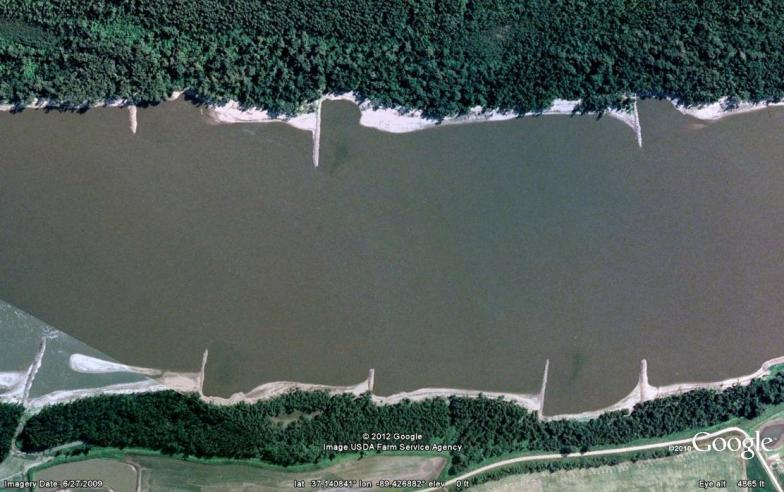 © 2012 Google
Image USDA Farm Service Agency
©2010 Google
Imagery Date: 6/27/2009
lat 37.140841° lon -89.426882° elev 0 ft
Eye alt 4865 ft